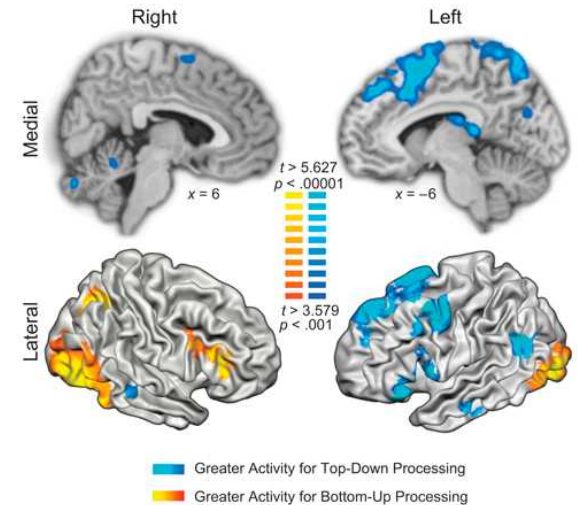 Right
Left
Medial
t > 5.627
p < .00001
x = 6
x = –6
t > 3.579
p < .001
Lateral
Greater Activity for Top-Down Processing
Greater Activity for Bottom-Up Processing